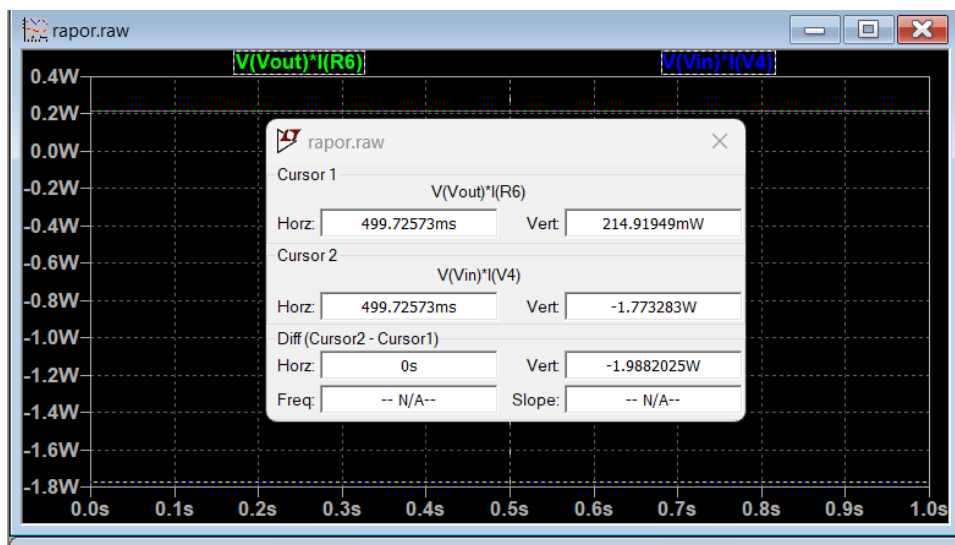 rapor.raw
V(Vout)*I(R6) V(Vin)*I(V4)
0.4W
0.2W
0.0W
-0.2W
-0.4W
-0.6W
-0.8W
-1.0W
-1.2W
-1.4W
-1.6W
-1.8W
rapor.raw
Cursor 1
V(Vout)*I(R6)
Horz: 499.72573ms Vert: 214.91949mW
Cursor 2
V(Vin)*I(V4)
Horz: 499.72573ms Vert: -1.773283W
Diff (Cursor2 - Cursor1)
Horz: 0s Vert: -1.9882025W
Freq: -- N/A-- Slope: -- N/A--
0.0s 0.1s 0.2s 0.3s 0.4s 0.5s 0.6s 0.7s 0.8s 0.9s 1.0s